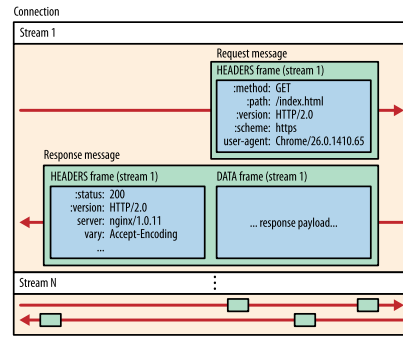 Connection
Stream 1
Request message
HEADERS frame (stream 1)
:method: GET
:path: /index.html
:version: HTTP/2.0
:scheme: https
user-agent: Chrome/26.0.1410.65
Response message
HEADERS frame (stream 1)
:status: 200
:version: HTTP/2.0
server: nginx/1.0.11
vary: Accept-Encoding
...
DATA frame (stream 1)
... response payload...
Stream N